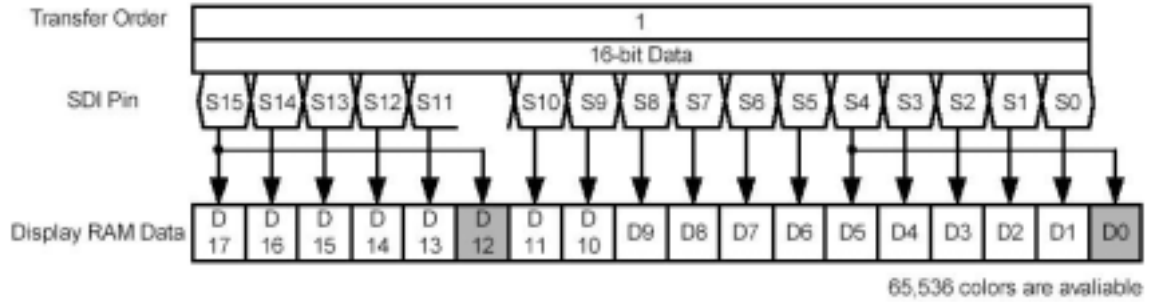 Transfer Order 1
16-bit Data
SDI Pin S15 S14 S13 S12 S11 S10 S9 S8 S7 S6 S5 S4 S3 S2 S1 S0
Display RAM Data D 17 D 16 D 15 D 14 D 13 D 12 D 11 D 10 D9 D8 D7 D6 D5 D4 D3 D2 D1 D0
65,536 colors are avaliable